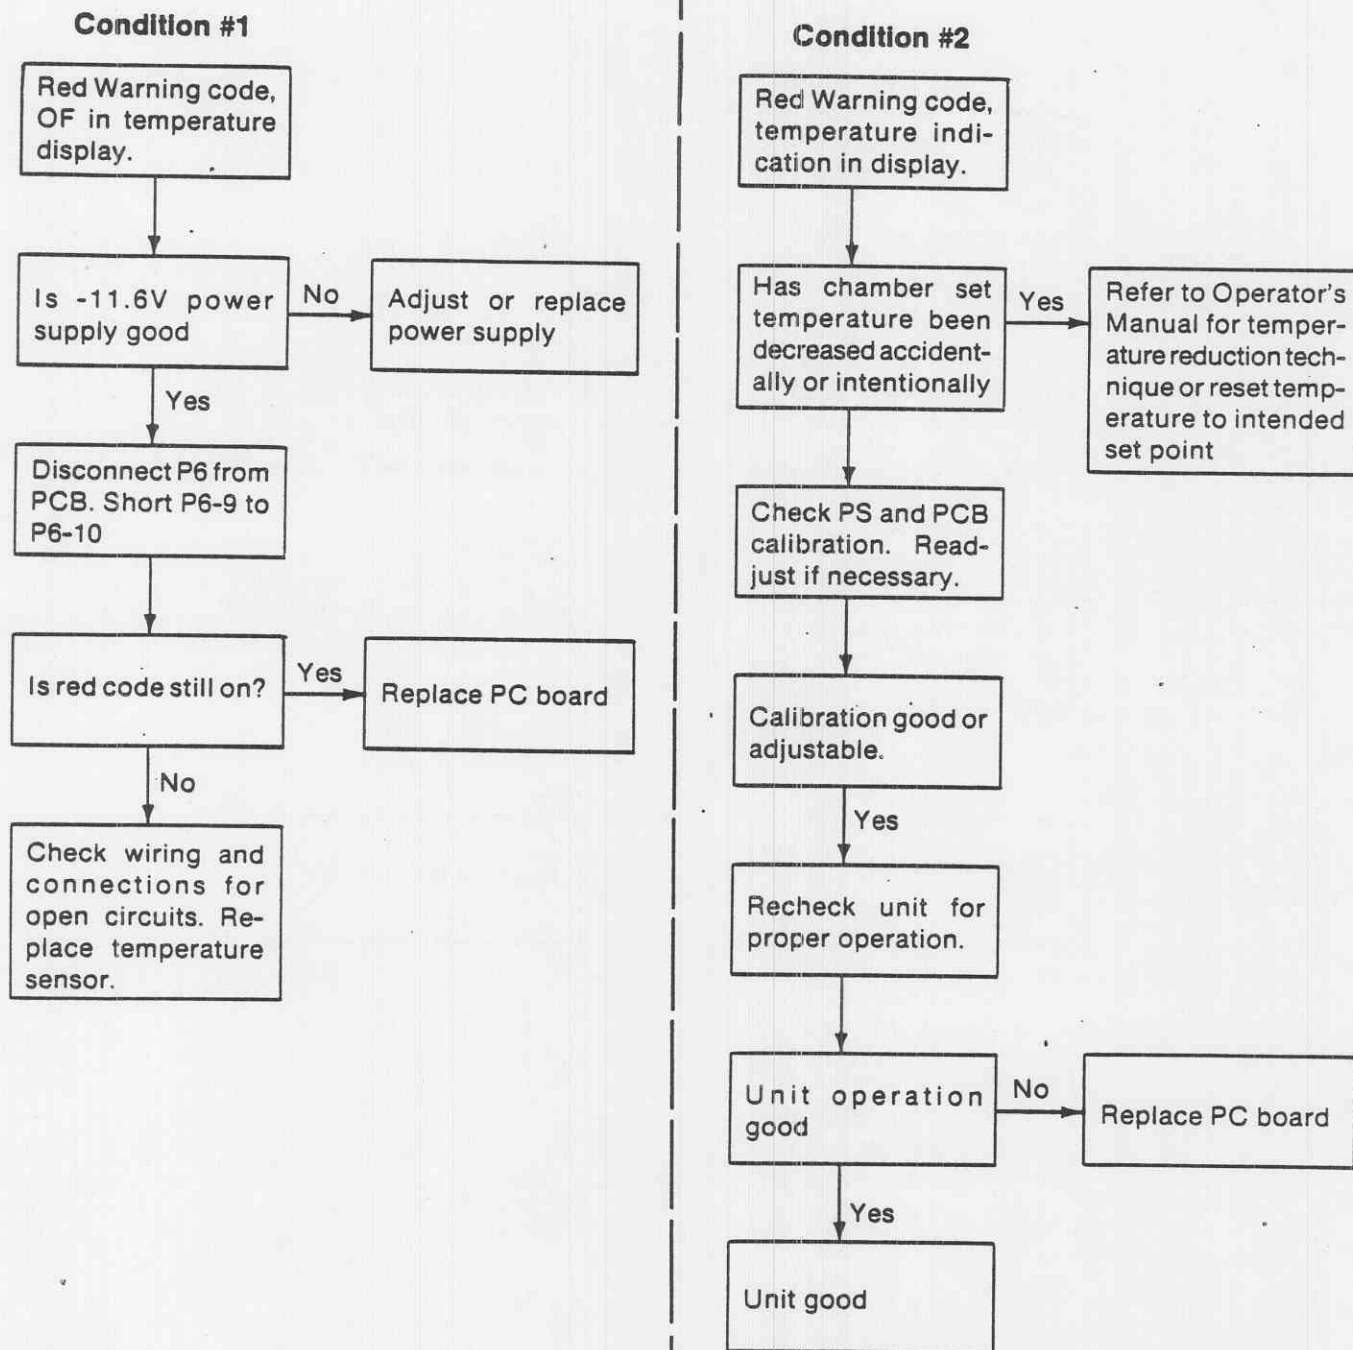 Condition #1
Red Warning code,
OF in temperature
display.
Is -11.6V power
supply good
No
Adjust or replace
power supply
Yes
Disconnect P6 from
PCB. Short P6-9 to
P6-10
Is red code still on?
Yes
Replace PC board
No
Check wiring and
connections for
open circuits. Re-
place temperature
sensor.
Condition #2
Red Warning code,
temperature indi-
cation in display.
Has chamber set
temperature been
decreased accident-
ally or intentionally
Yes
Refer to Operator's
Manual for temper-
ature reduction tech-
nique or reset temp-
erature to intended
set point
Check PS and PCB
calibration. Read-
just if necessary.
Calibration good or
adjustable.
Yes
Recheck unit for
proper operation.
Unit operation
good
No
Replace PC board
Yes
Unit good